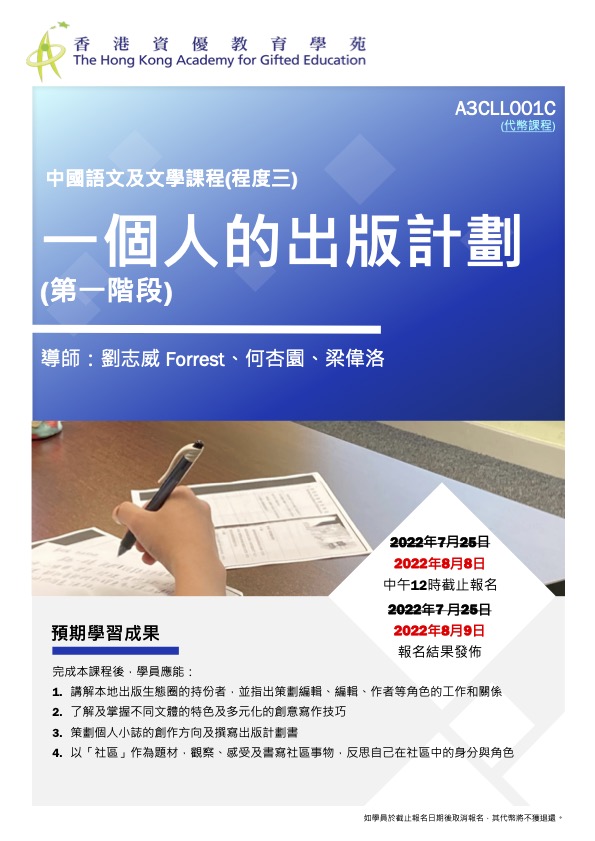 香港資優教育學苑
The Hong Kong Academy for Gifted Education
A3CLL001C
(代幣課程)
中國語文及文學課程(程度三)
一個人的出版計劃
(第一階段)
導師：劉志威 Forrest、何杏園、梁偉洛
2022年7月25日
2022年8月8日
中午12時截止報名
2022年7 月25日
2022年8月9日
報名結果發佈
預期學習成果
完成本課程後，學員應能：
1. 講解本地出版生態圈的持份者，並指出策劃編輯、編輯、作者等角色的工作和關係
2. 了解及掌握不同文體的特色及多元化的創意寫作技巧
3. 策劃個人小誌的創作方向及撰寫出版計劃書
4. 以「社區」作為題材，觀察、感受及書寫社區事物，反思自己在社區中的身分與角色
如學員於截止報名日期後取消報名，其代幣將不獲退還。